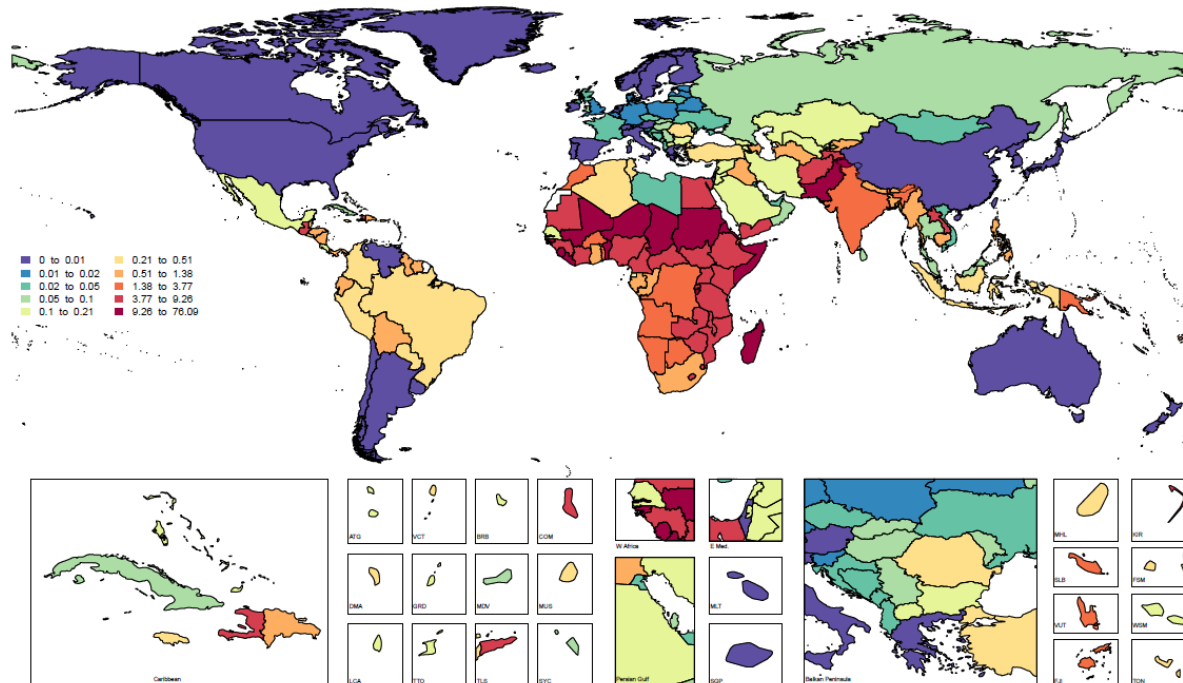 0 to 0.01
0.01 to 0.02
0.02 to 0.05
0.05 to 0.1
0.1 to 0.21
0.21 to 0.51
0.51 to 1.38
1.38 to 3.77
3.77 to 9.26
9.26 to 76.09
Caribbean
ATG
VCT
BRB
COM
DMA
GRD
MDV
MUS
LCA
TTO
TLS
SYC
W Africa
E Med.
Persian Gulf
MLT
SGP
Balkan Peninsula
MHL
KIR
SLB
FSM
VUT
WSM
FJI
TON